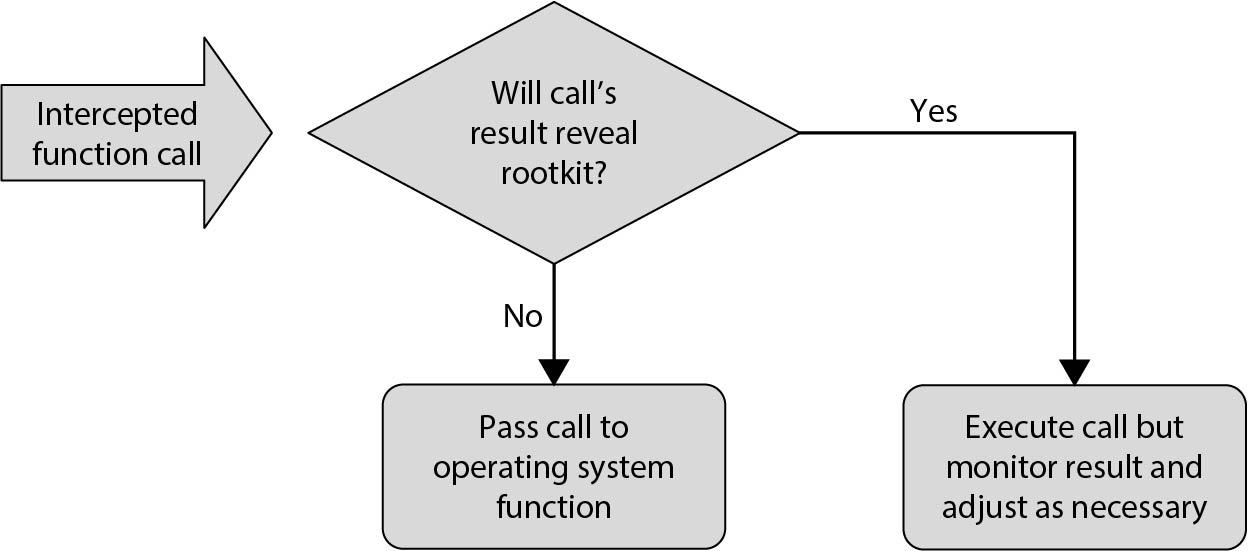 Intercepted
function call
Will call’s
result reveal
rootkit?
Yes
No
Pass call to
operating system
function
Execute call but
monitor result and
adjust as necessary